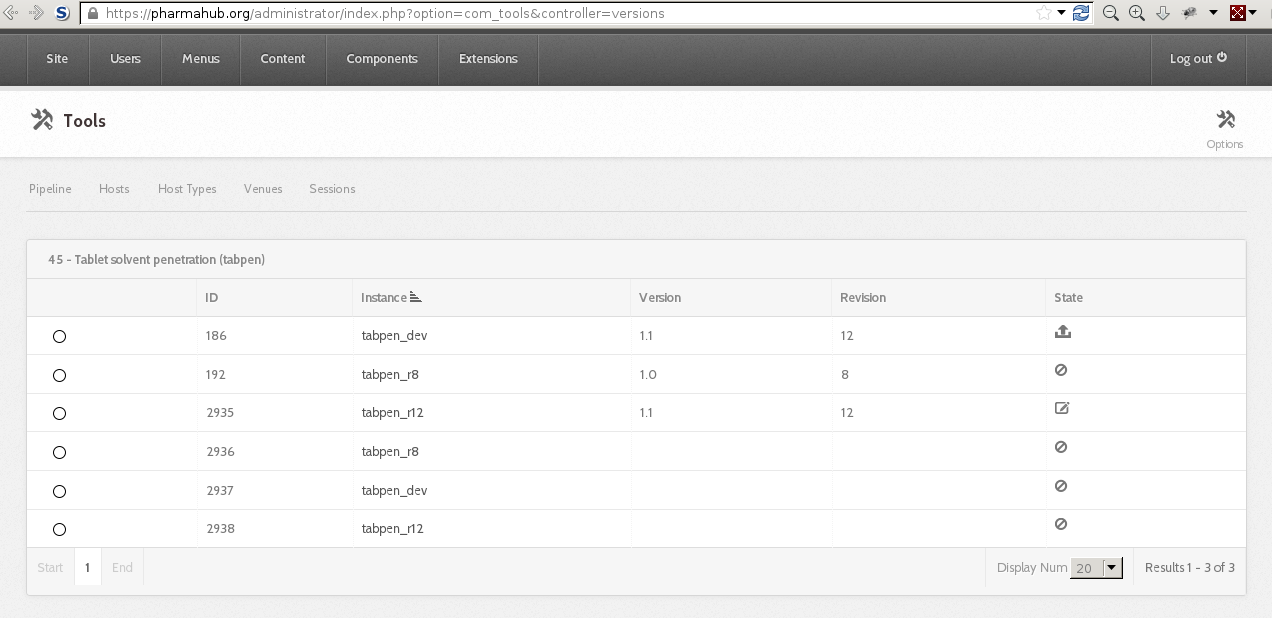 https://pharmahub.org/administrator/index.php?option=com_tools&controller=versions
Site Users Menus Content Components Extensions Log out
Tools
Options
Pipeline Hosts Host Types Venues Sessions
45 - Tablet solvent penetration (tabpen)
ID Instance Version Revision State
186 tabpen_dev 1.1 12
192 tabpen_r8 1.0 8
2935 tabpen_r12 1.1 12
2936 tabpen_r8
2937 tabpen_dev
2938 tabpen_r12
Start 1 End Display Num 20 Results 1 - 3 of 3